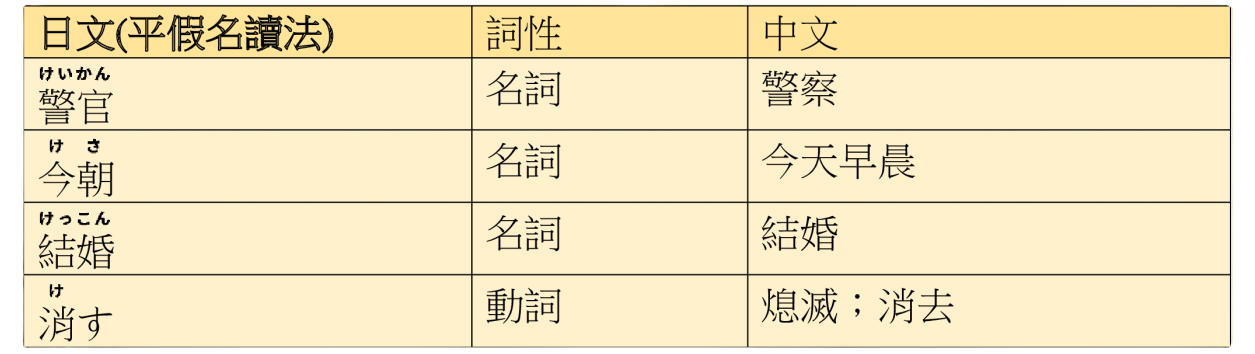 日文(平假名讀法) 詞性 中文
けいかん
警官 名詞 警察
け さ
今朝 名詞 今天早晨
けっこん
結婚 名詞 結婚
け
消す 動詞 熄滅；消去